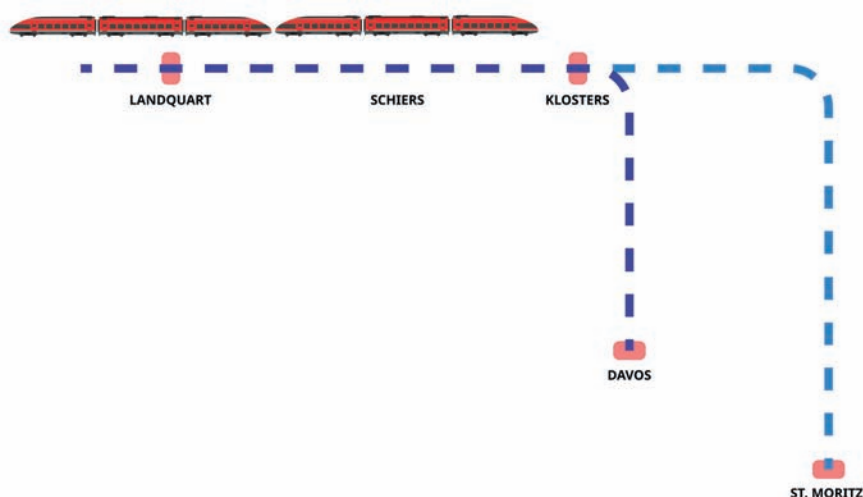 LANDQUART
SCHIERS
KLOSTERS
DAVOS
ST. MORITZ